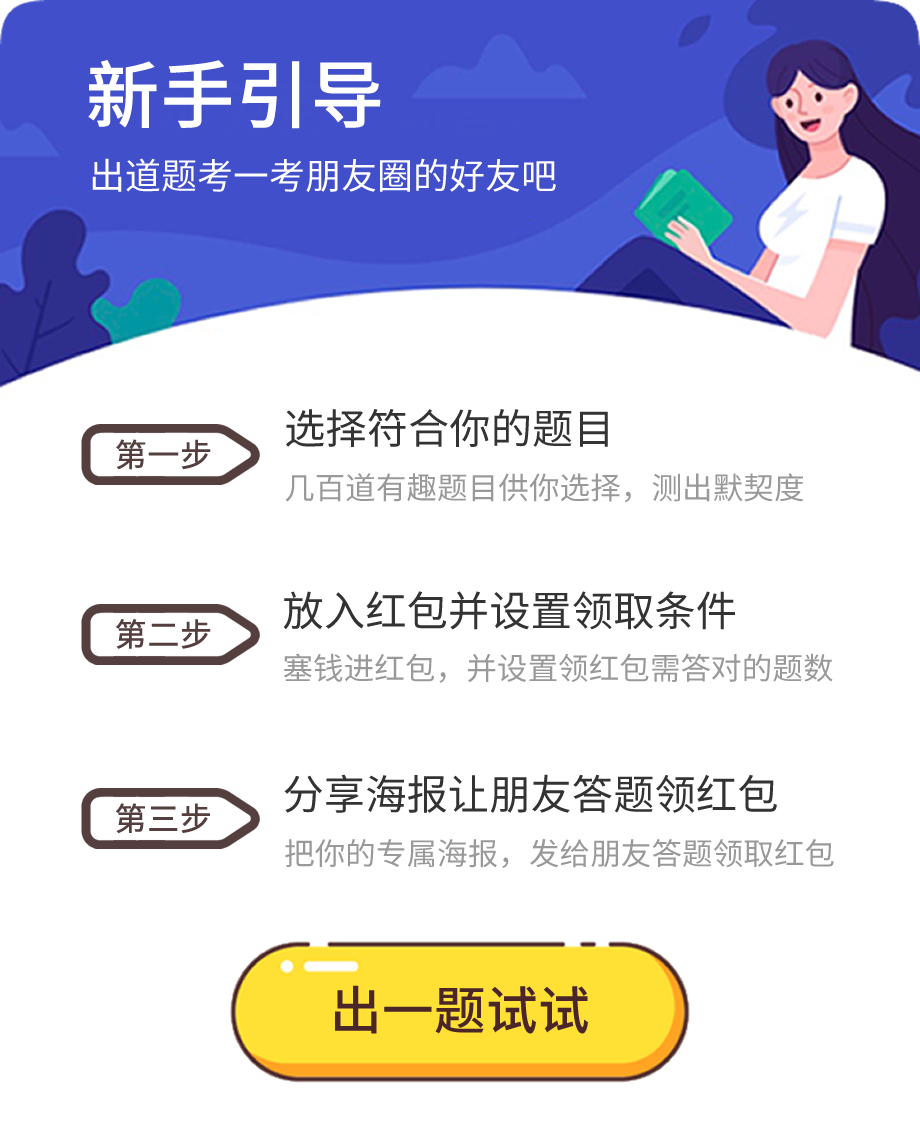 新手引导
出道题考一考朋友圈的好友吧
第一步
选择符合你的题目
几百道有趣题目供你选择，测出默契度
第二步
放入红包并设置领取条件
塞钱进红包，并设置领红包需答对的题数
第三步
分享海报让朋友答题领红包
把你的专属海报，发给朋友答题领取红包
出一题试试